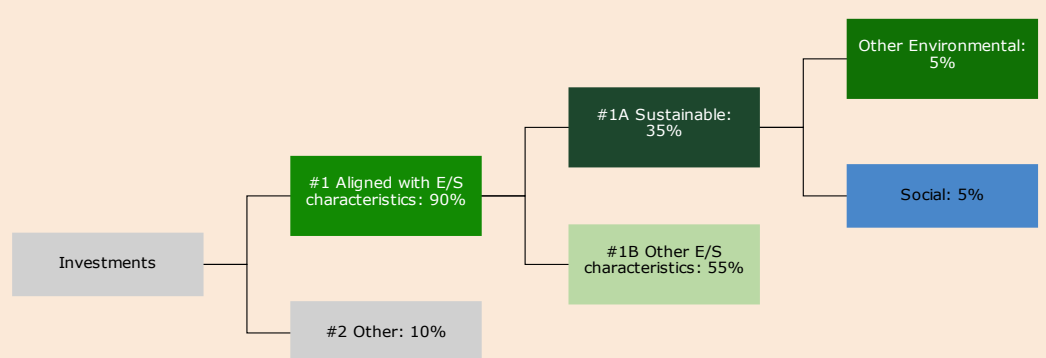 Other Environmental:
5%
#1A Sustainable:
35%
#1 Aligned with E/S
characteristics: 90%
Social: 5%
Investments
#1B Other E/S
characteristics: 55%
#2 Other: 10%